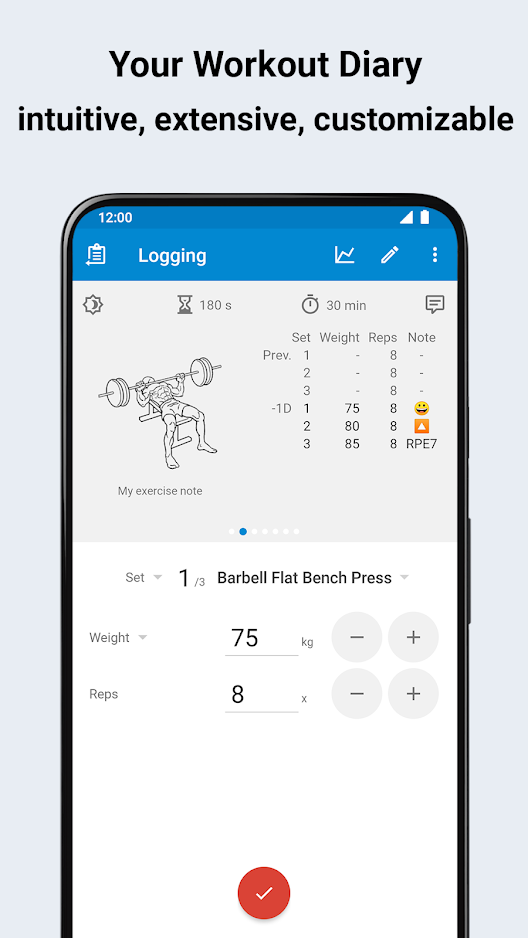 Your Workout Diary
intuitive, extensive, customizable
12:00
Logging
180 s 30 min
Set Weight Reps Note
Prev. 1 - 8 -
2 - 8 -
3 - 8 -
-1D 1 75 8 😀
2 80 8 🔼
3 85 8 RPE7
My exercise note
Set 1 /3 Barbell Flat Bench Press
Weight 75 kg − +
Reps 8 x − +